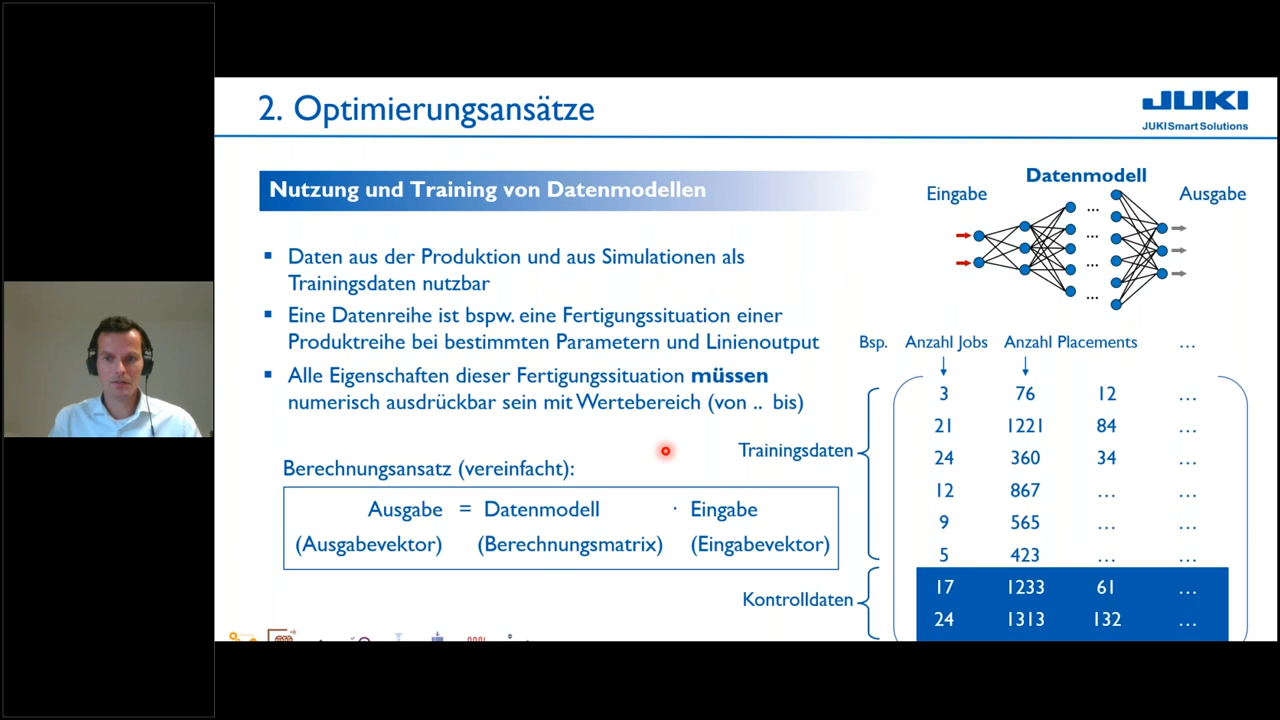 2. Optimierungsansätze
JUKI
JUKI Smart Solutions
Nutzung und Training von Datenmodellen
Datenmodell
Eingabe
Ausgabe
...
...
...
...
▪ Daten aus der Produktion und aus Simulationen als
Trainingsdaten nutzbar
▪ Eine Datenreihe ist bspw. eine Fertigungssituation einer
Produktreihe bei bestimmten Parametern und Linienoutput
▪ Alle Eigenschaften dieser Fertigungssituation müssen
numerisch ausdrückbar sein mit Wertebereich (von .. bis)
Berechnungsansatz (vereinfacht):
Ausgabe = Datenmodell · Eingabe
(Ausgabevektor) (Berechnungsmatrix) (Eingabevektor)
Bsp. Anzahl Jobs Anzahl Placements ...
3 76 12 ...
21 1221 84 ...
Trainingsdaten
24 360 34 ...
12 867 ... ...
9 565 ... ...
5 423 ... ...
17 1233 61 ...
Kontrolldaten
24 1313 132 ...